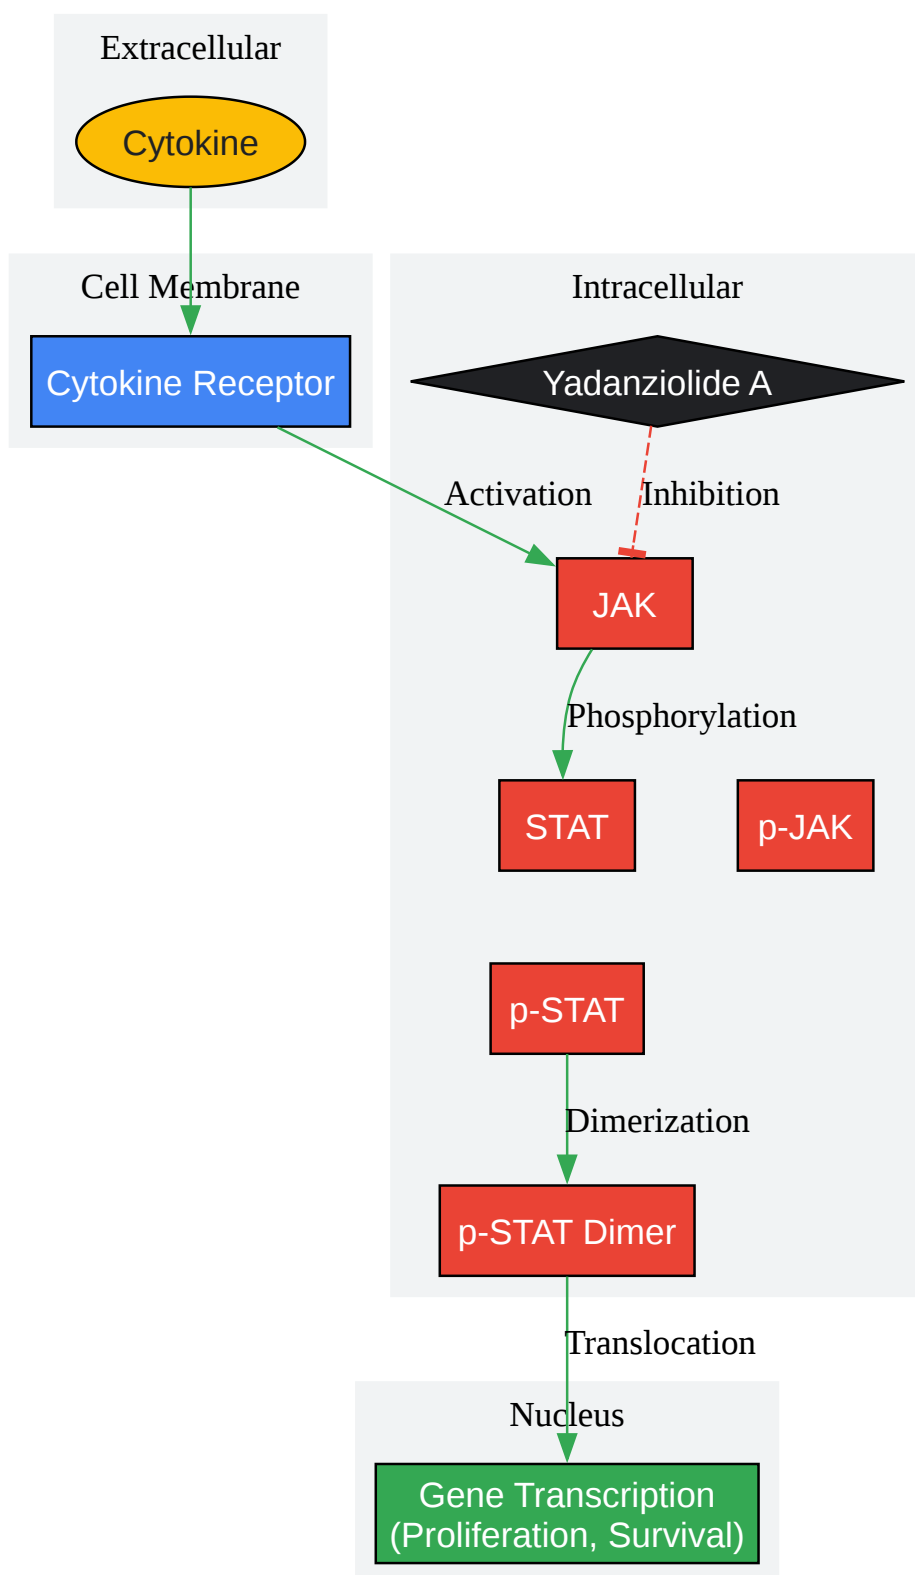 Extracellular
Cytokine
Cell Membrane
Intracellular
Cytokine Receptor
Yadanziolide A
Activation
Inhibition
JAK
Phosphorylation
STAT
p-JAK
p-STAT
Dimerization
p-STAT Dimer
Translocation
Nucleus
Gene Transcription
(Proliferation, Survival)